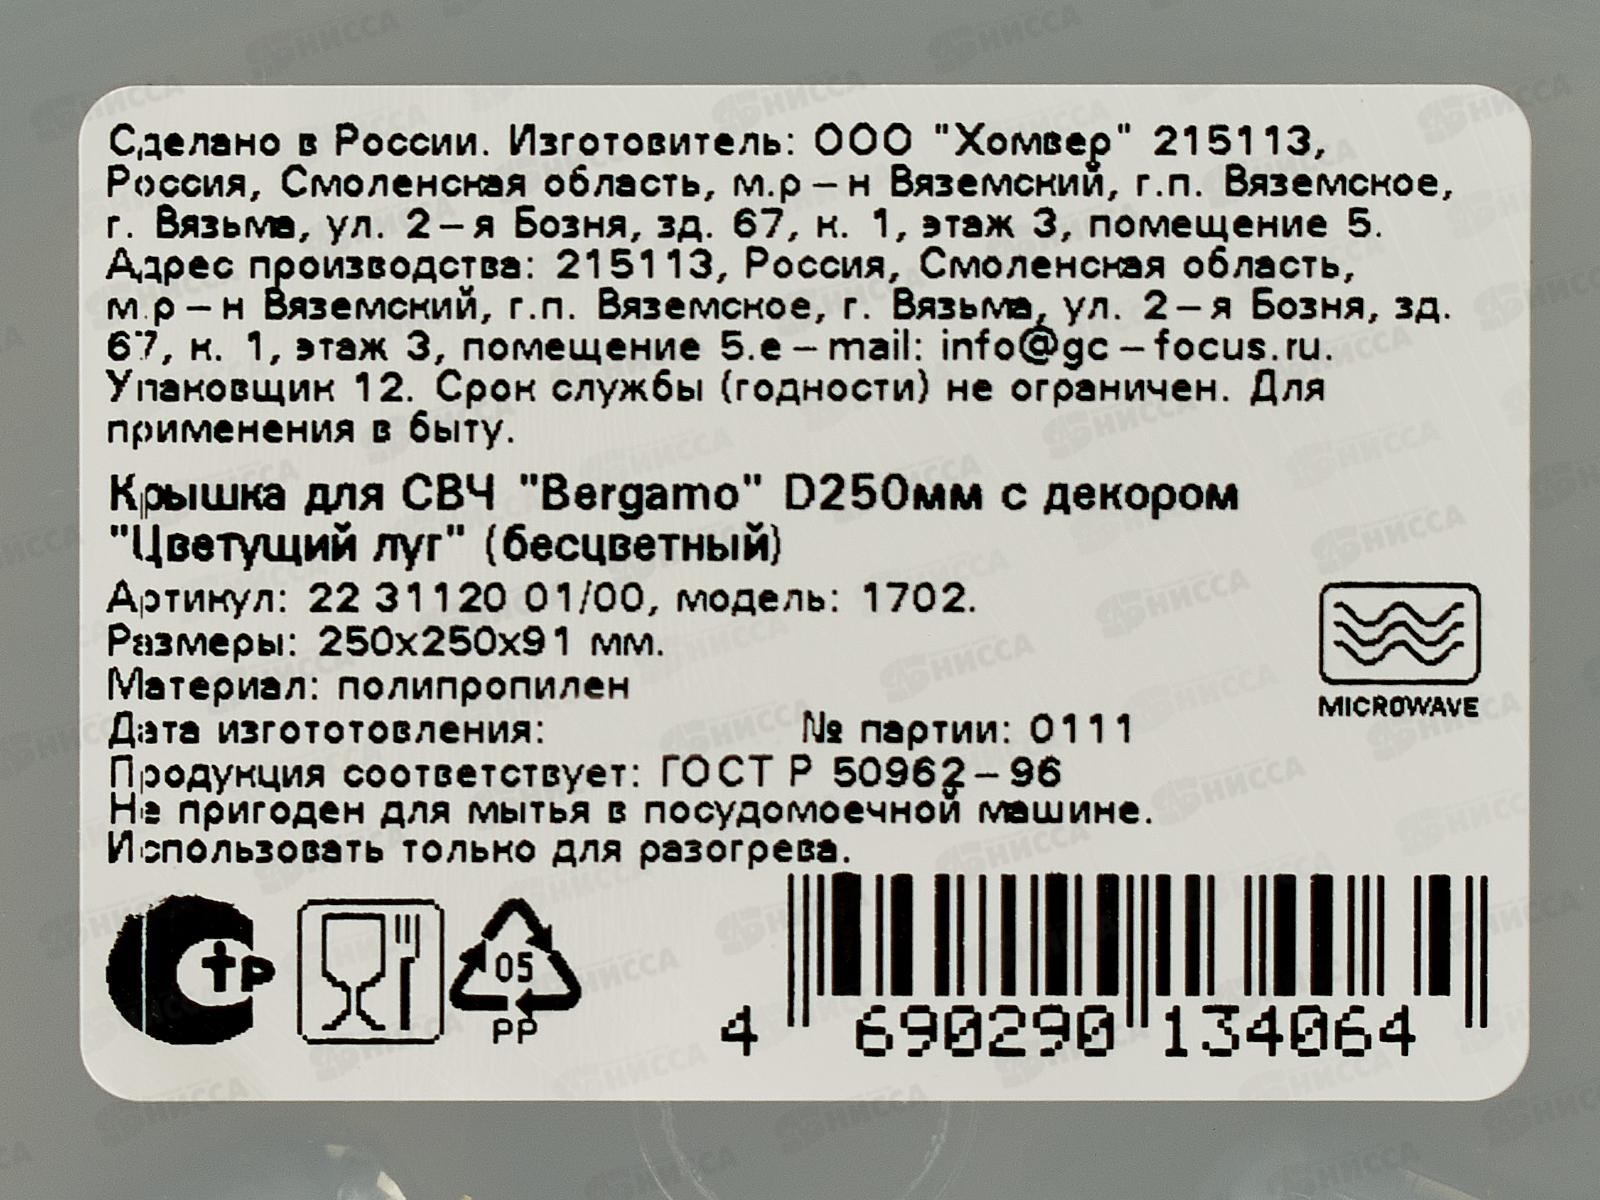 Сделано в России. Изготовитель: ООО "Хомвер" 215113,
Россия, Смоленская область, м.р-н Вяземский, г.п. Вяземское,
г. Вязьма, ул. 2-я Бозня, зд. 67, к. 1, этаж 3, помещение 5.
Адрес производства: 215113, Россия, Смоленская область,
м.р-н Вяземский, г.п. Вяземское, г. Вязьма, ул. 2-я Бозня, зд.
67, к. 1, этаж 3, помещение 5.e-mail: info@gc-focus.ru.
Упаковщик 12. Срок службы (годности) не ограничен. Для
применения в быту.
Крышка для СВЧ "Bergamo" D250мм с декором
"Цветущий луг" (бесцветный)
Артикул: 22 31120 01/00, модель: 1702.
Размеры: 250x250x91 мм.
Материал: полипропилен
MICROWAVE
Дата изгототовления: № партии: 0111
Продукция соответствует: ГОСТ Р 50962-96
Не пригоден для мытья в посудомоечной машине.
Использовать только для разогрева.
СТР
05
PP
4 690290 134064